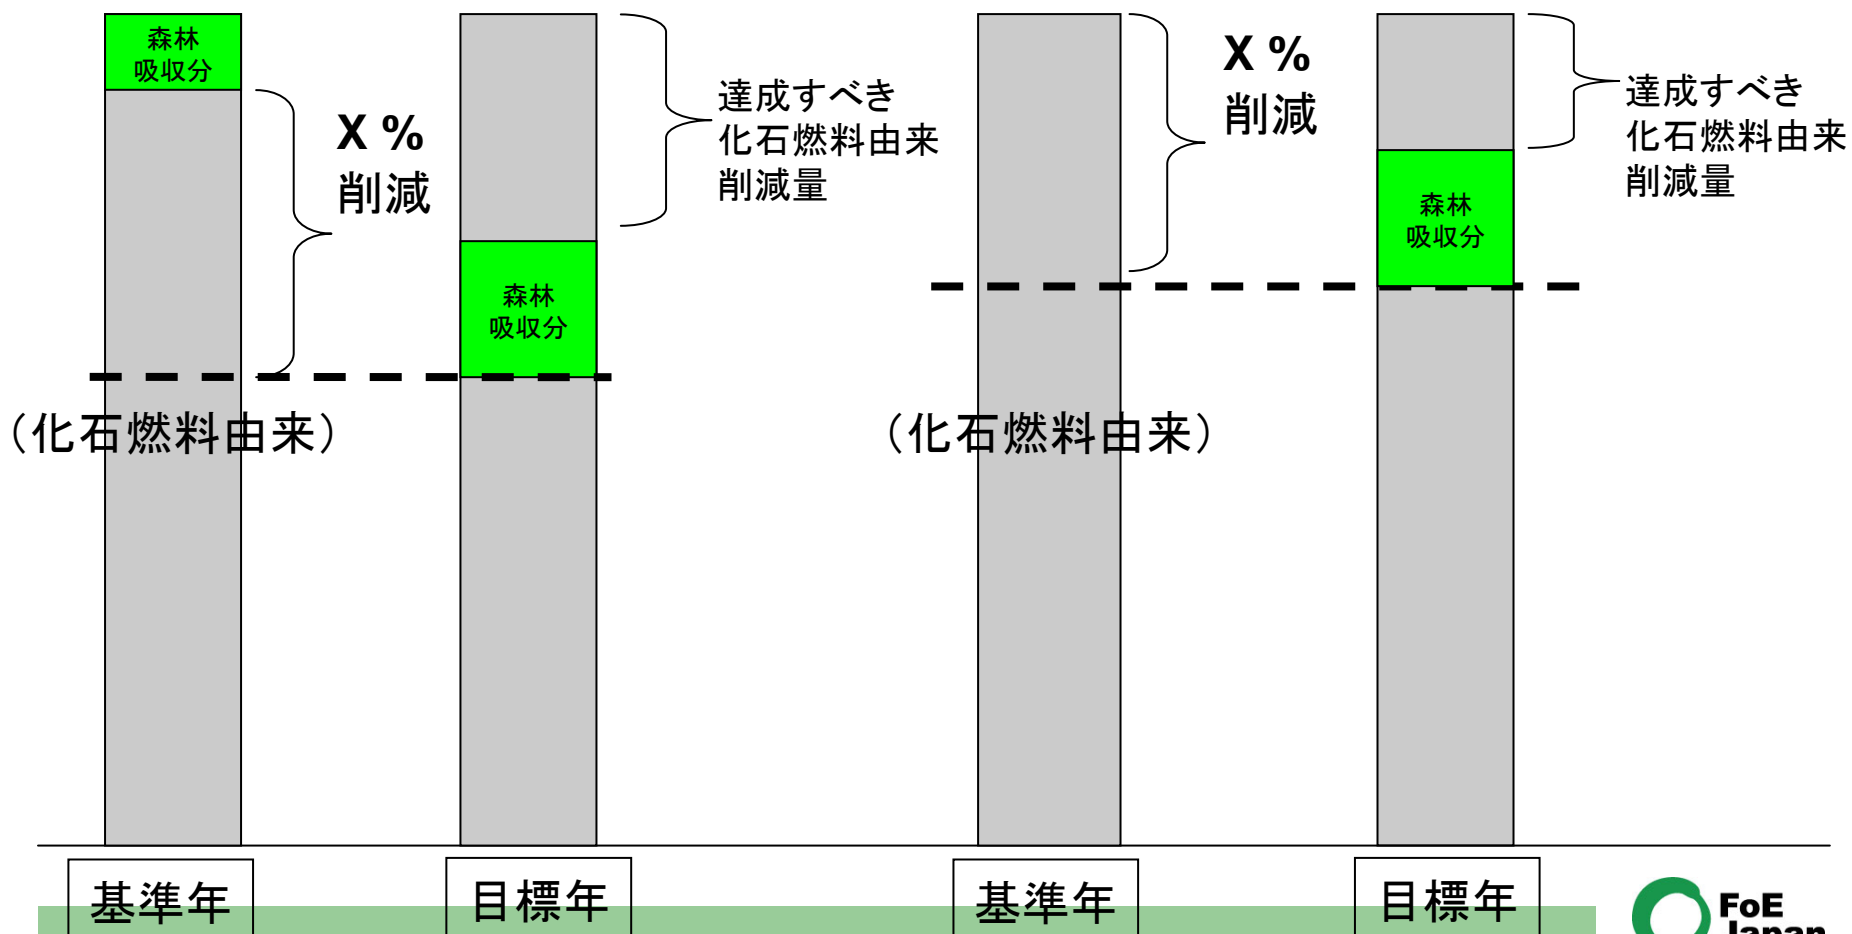 森林
吸収分
X %
削減
達成すべき
化石燃料由来
削減量
森林
吸収分
（化石燃料由来）
X %
削減
達成すべき
化石燃料由来
削減量
森林
吸収分
（化石燃料由来）
基準年
目標年
基準年
目標年
FoE
Japan